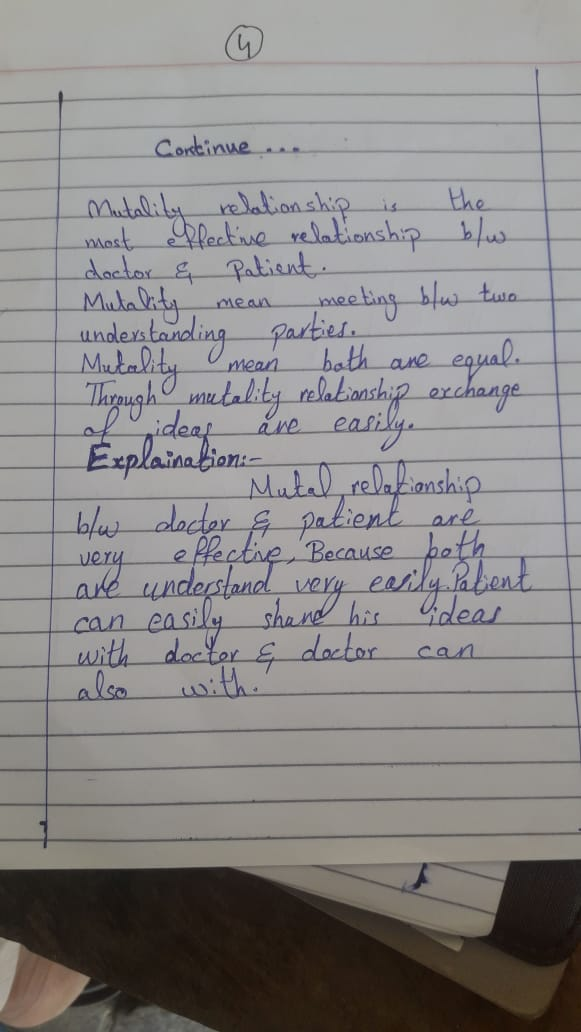 4
Continue ...
Mutality relationship is the
most effective relationship b/w
doctor & Patient.
Mutality mean meeting b/w two
understanding parties.
Mutality mean both are equal.
Through mutality relationship exchange
of ideas are easily.
Explaination:-
Mutal relationship
b/w doctor & patient are
very effective, Because both
are understand very easily. Patient
can easily share his ideas
with doctor & doctor can
also with.